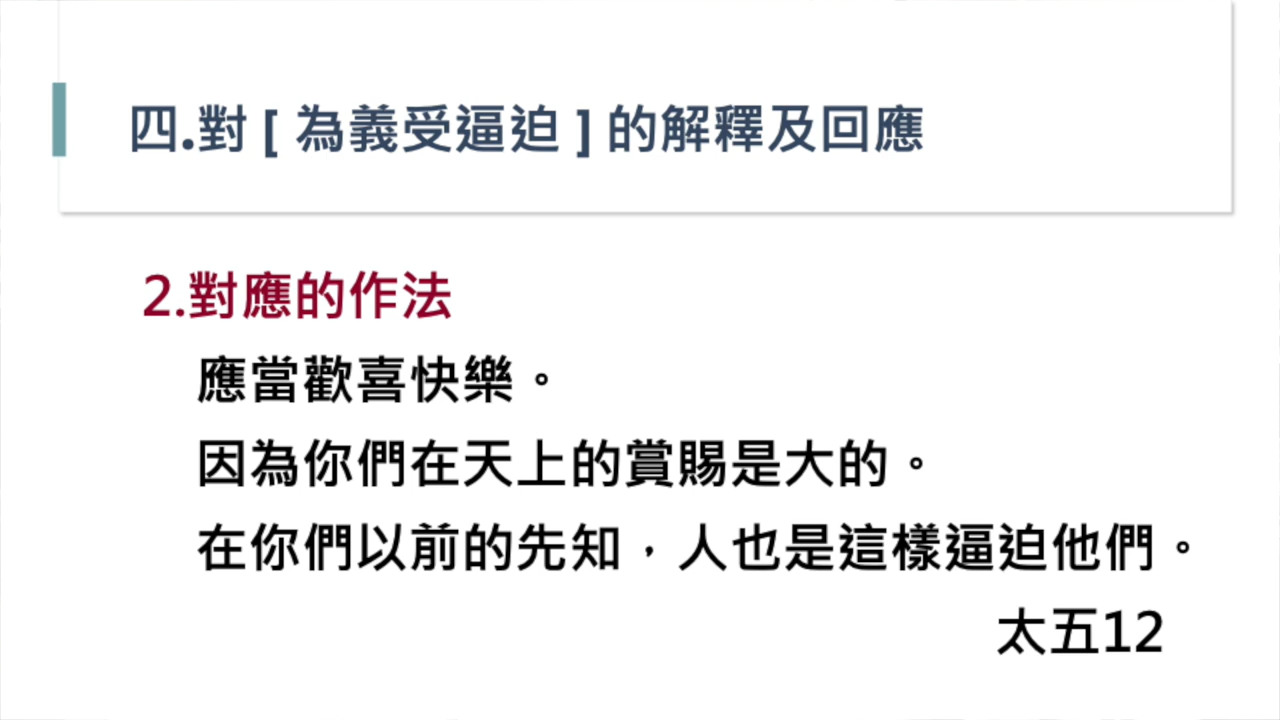 四.對 [ 為義受逼迫 ] 的解釋及回應
2.對應的作法
應當歡喜快樂。
因為你們在天上的賞賜是大的。
在你們以前的先知，人也是這樣逼迫他們。
太五12